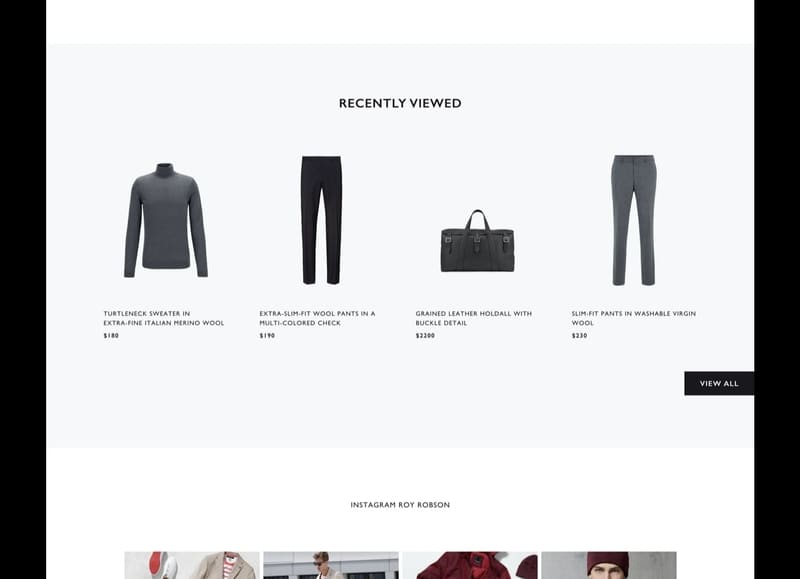 RECENTLY VIEWED
TURTLENECK SWEATER IN
EXTRA-FINE ITALIAN MERINO WOOL
$180
EXTRA-SLIM-FIT WOOL PANTS IN A
MULTI-COLORED CHECK
$190
GRAINED LEATHER HOLDALL WITH
BUCKLE DETAIL
$2200
SLIM-FIT PANTS IN WASHABLE VIRGIN
WOOL
$230
VIEW ALL
INSTAGRAM ROY ROBSON